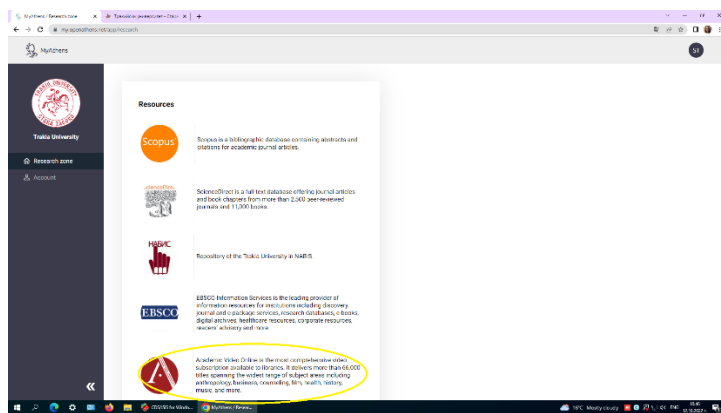 MyAthens / Research zone
my.openathens.net/app/research
MyAthens
ST
Trakia University
Research zone
Account
Resources
Scopus
Scopus is a bibliographic database containing abstracts and
citations for academic journal articles.
ScienceDirect is a full-text database offering journal articles
and book chapters from more than 2,500 peer-reviewed
journals and 11,000 books.
НАБИС
Repository of the Trakia University in NABIS.
EBSCO
EBSCO Information Services is the leading provider of
information resources for institutions including discovery,
journal and e-package services, research databases, e-books,
digital archives, healthcare resources, corporate resources,
readers' advisory and more.
Academic Video Online is the most comprehensive video
subscription available to libraries. It delivers more than 66,000
titles spanning the widest range of subject areas including
anthropology, business, counseling, film, health, history,
music, and more.
MyAthens / Resear...
16°C Mostly cloudy